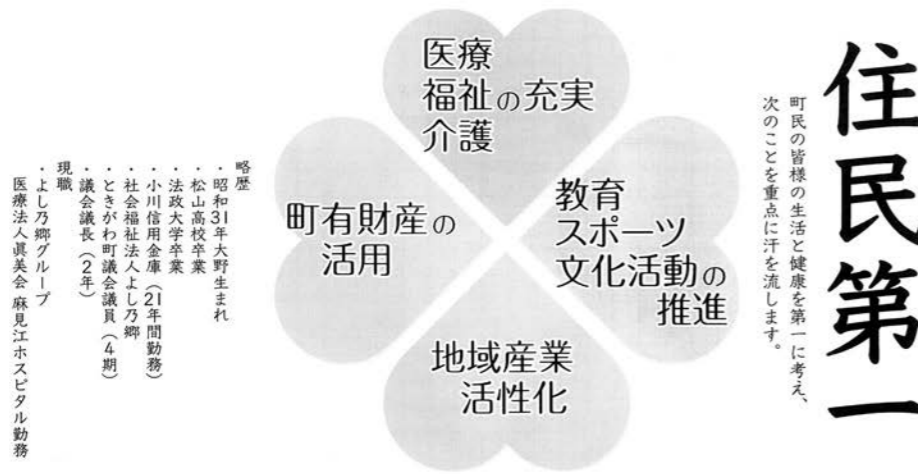 住民第一
町民の皆様の生活と健康を第一に考え、
次のことを重点に汗を流します。
医療
福祉の充実
介護
教育
スポーツ
文化活動の
推進
町有財産の
活用
地域産業
活性化
略歴
・昭和31年大野生まれ
・松山高校卒業
・法政大学卒業
・小川信用金庫（21年間勤務）
・社会福祉法人よし乃郷
・ときがわ町議会議員（4期）
・議会議長（2年）
現職
・よし乃郷グループ
医療法人眞美会 麻見江ホスピタル勤務